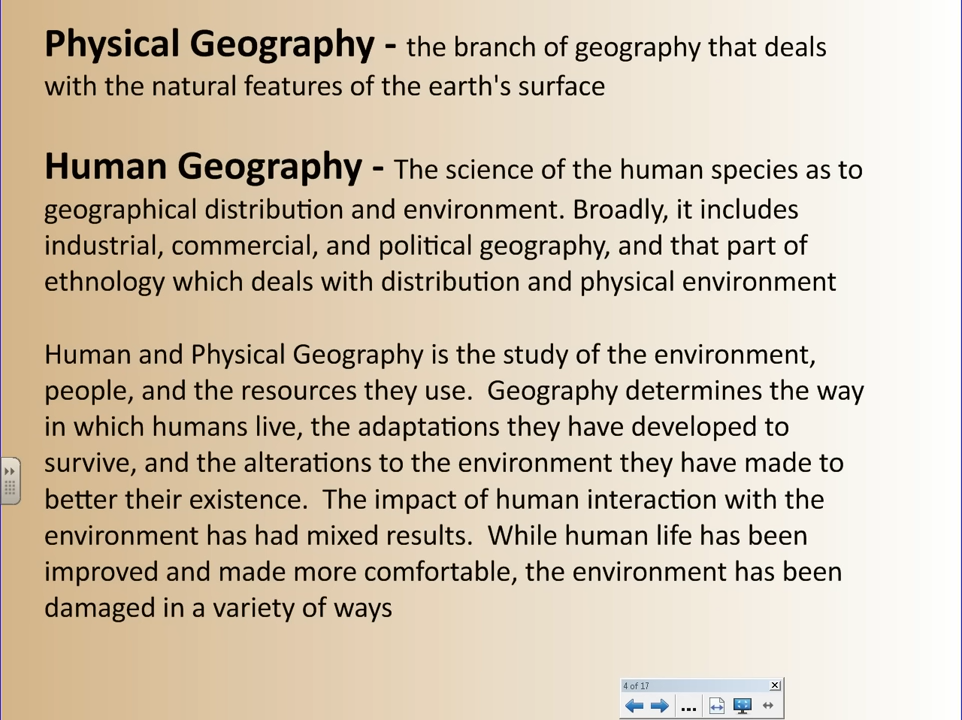 Physical Geography - the branch of geography that deals
with the natural features of the earth's surface
Human Geography - The science of the human species as to
geographical distribution and environment. Broadly, it includes
industrial, commercial, and political geography, and that part of
ethnology which deals with distribution and physical environment
Human and Physical Geography is the study of the environment,
people, and the resources they use.  Geography determines the way
in which humans live, the adaptations they have developed to
survive, and the alterations to the environment they have made to
better their existence.  The impact of human interaction with the
environment has had mixed results.  While human life has been
improved and made more comfortable, the environment has been
damaged in a variety of ways
4 of 17